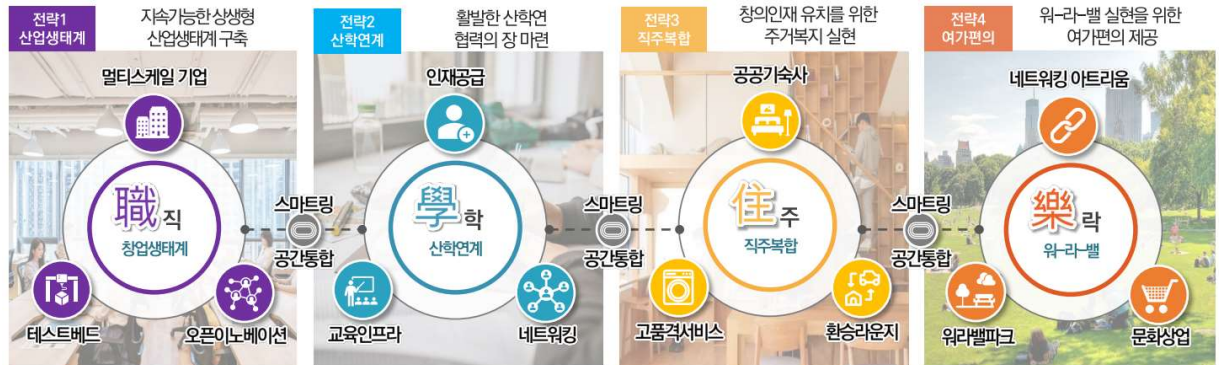 전략1
산업생태계
지속가능한 상생형
산업생태계 구축
멀티스케일 기업
職 직
창업생태계
테스트베드
오픈이노베이션
스마트링
공간통합
전략2
산학연계
활발한 산학연
협력의 장 마련
인재공급
學 학
산학연계
교육인프라
네트워킹
스마트링
공간통합
전략3
직주복합
창의인재 유치를 위한
주거복지 실현
공공기숙사
住 주
직주복합
고품격서비스
환승라운지
스마트링
공간통합
전략4
여가편의
워-라-밸 실현을 위한
여가편의 제공
네트워킹 아트리움
樂 락
워-라-밸
워라밸파크
문화상업